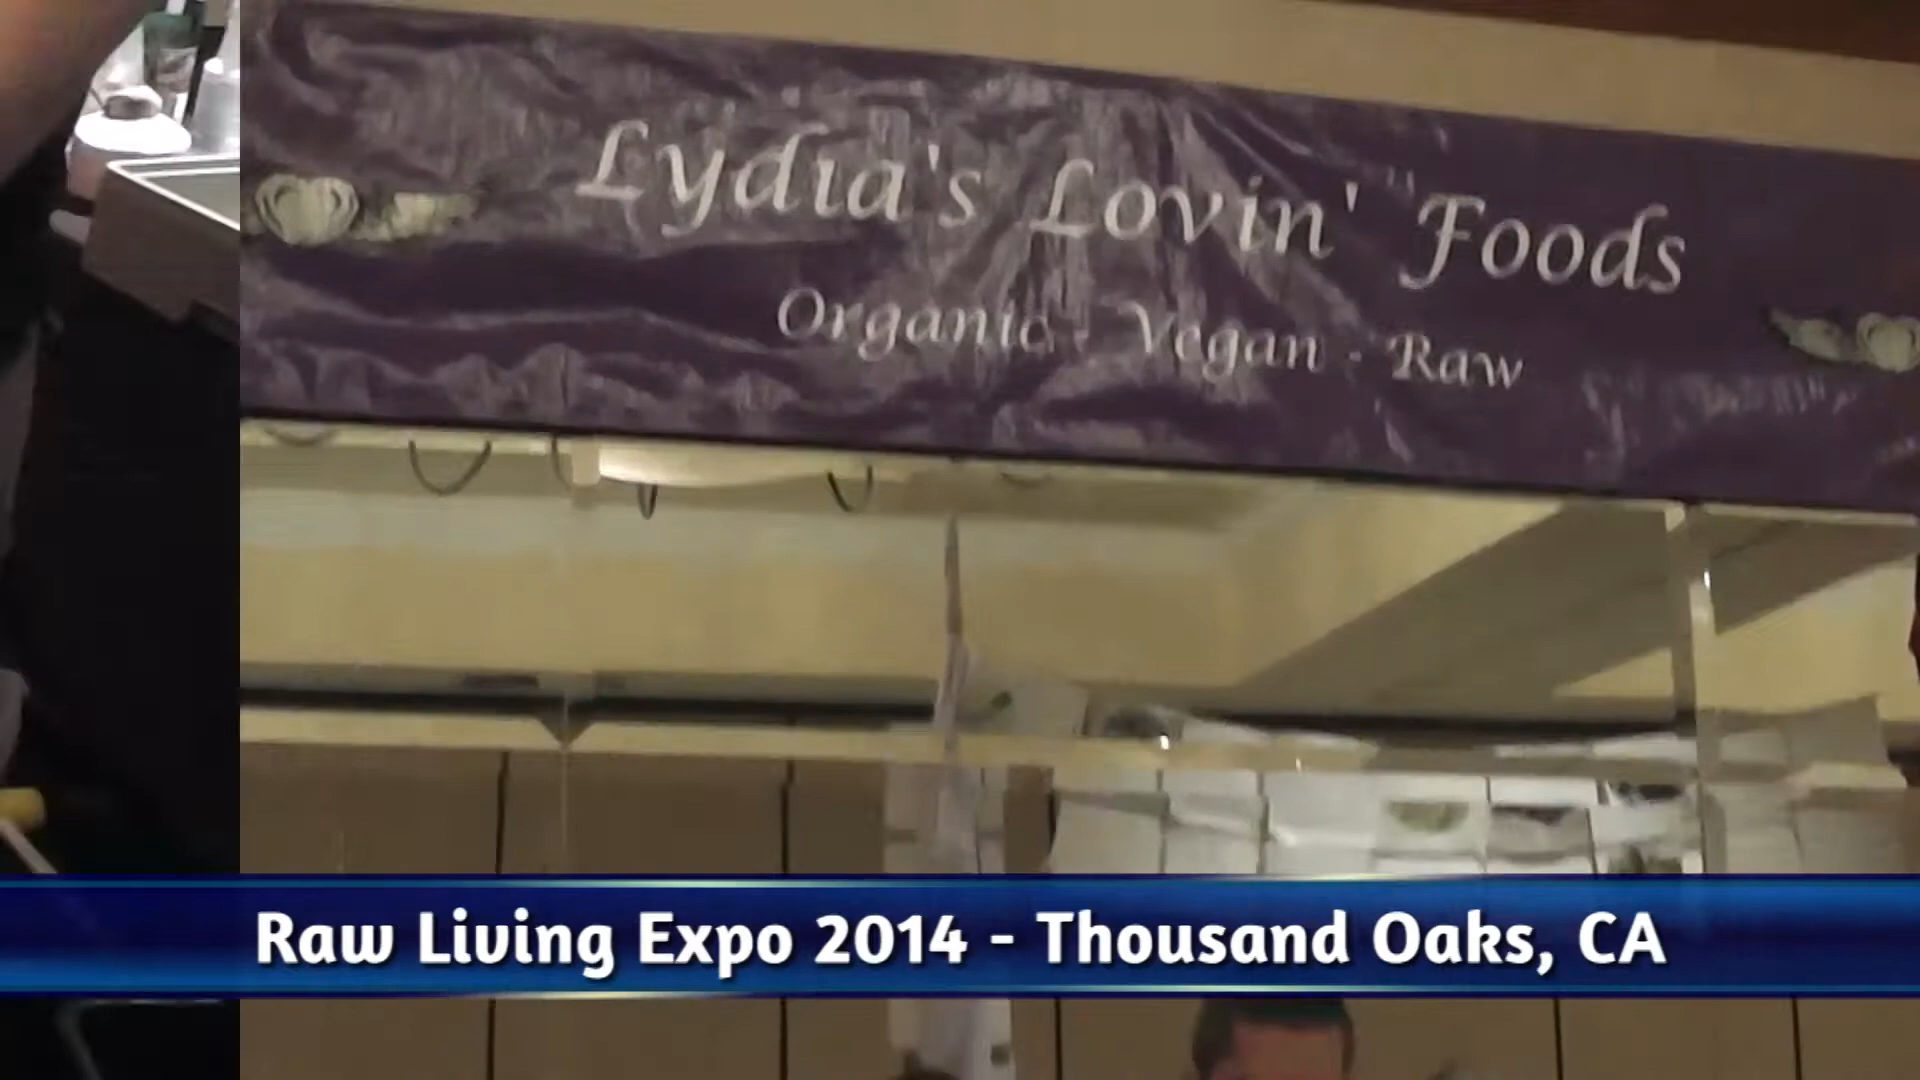 Lydia's Lovin' Foods
Organic - Vegan - Raw
Raw Living Expo 2014 - Thousand Oaks, CA